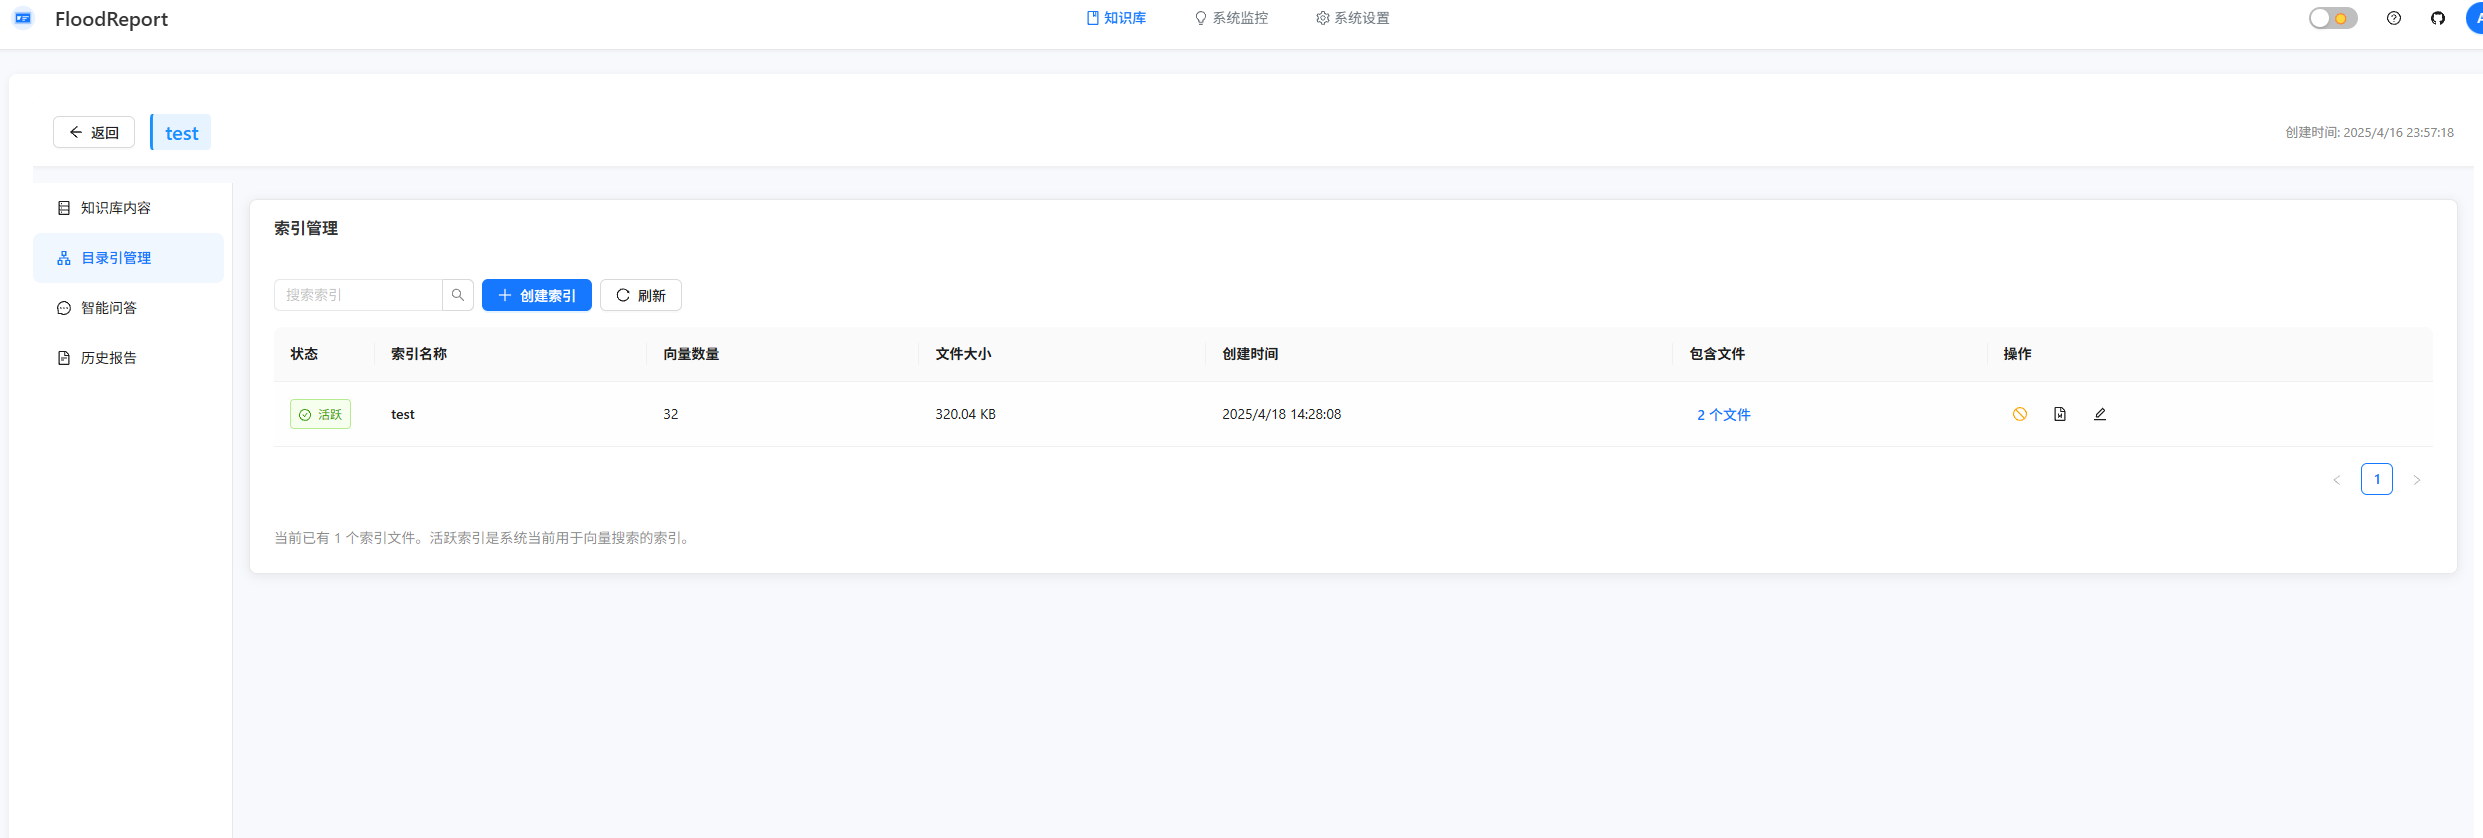 FloodReport
知识库 系统监控 系统设置
返回 test 创建时间: 2025/4/16 23:57:18
知识库内容
目录引管理
智能问答
历史报告
索引管理
搜索索引 创建索引 刷新
状态 索引名称 向量数量 文件大小 创建时间 包含文件 操作
活跃 test 32 320.04 KB 2025/4/18 14:28:08 2 个文件
1
当前已有 1 个索引文件。活跃索引是系统当前用于向量搜索的索引。